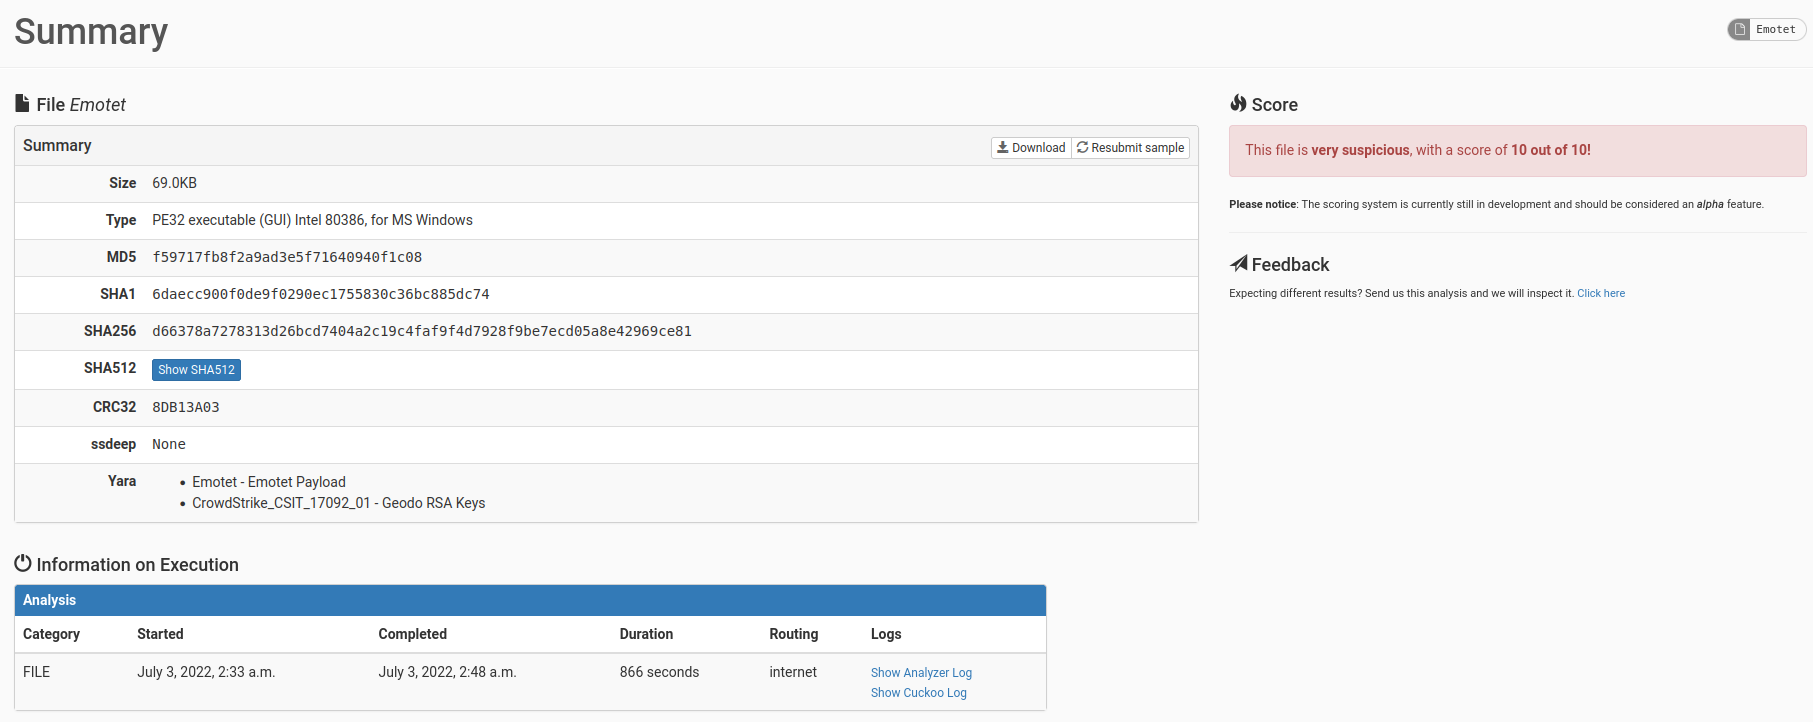 Summary
Emotet
File Emotet
Summary
Download
Resubmit sample
Size 69.0KB
Type PE32 executable (GUI) Intel 80386, for MS Windows
MD5 f59717fb8f2a9ad3e5f71640940f1c08
SHA1 6daecc900f0de9f0290ec1755830c36bc885dc74
SHA256 d66378a7278313d26bcd7404a2c19c4faf9f4d7928f9be7ecd05a8e42969ce81
SHA512 Show SHA512
CRC32 8DB13A03
ssdeep None
Yara • Emotet - Emotet Payload
• CrowdStrike_CSIT_17092_01 - Geodo RSA Keys
Score
This file is very suspicious, with a score of 10 out of 10!
Please notice: The scoring system is currently still in development and should be considered an alpha feature.
Feedback
Expecting different results? Send us this analysis and we will inspect it. Click here
Information on Execution
Analysis
Category Started Completed Duration Routing Logs
FILE July 3, 2022, 2:33 a.m. July 3, 2022, 2:48 a.m. 866 seconds internet Show Analyzer Log
Show Cuckoo Log